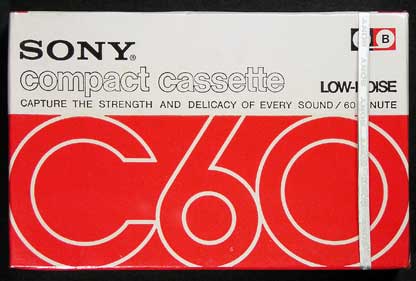 SONY®
B
compact cassette
LOW-NOISE
CAPTURE THE STRENGTH AND DELICACY OF EVERY SOUND/60 MINUTE
C60